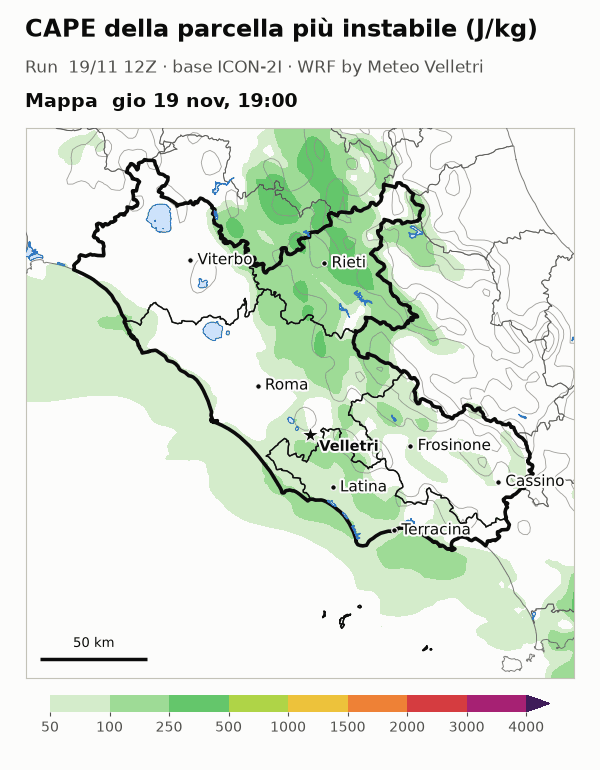 CAPE della parcella più instabile (J/kg)
Run 19/11 12Z · base ICON-2I · WRF by Meteo Velletri
Mappa gio 19 nov, 19:00
Viterbo
Rieti
Roma
Velletri
Frosinone
Cassino
Latina
Terracina
50 km
50 100 250 500 1000 1500 2000 3000 4000